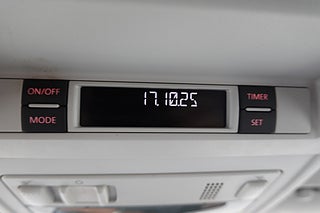 ON/OFF
17.10.25
TIMER
MODE
SET